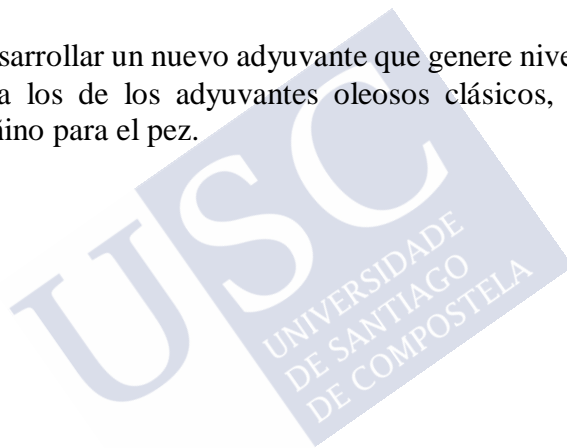 sarrollar un nuevo adyuvante que genere nive
a los de los adyuvantes oleosos clásicos,
ino para el pez.
USC
UNIVERSIDADE
DE SANTIAGO
DE COMPOSTELA